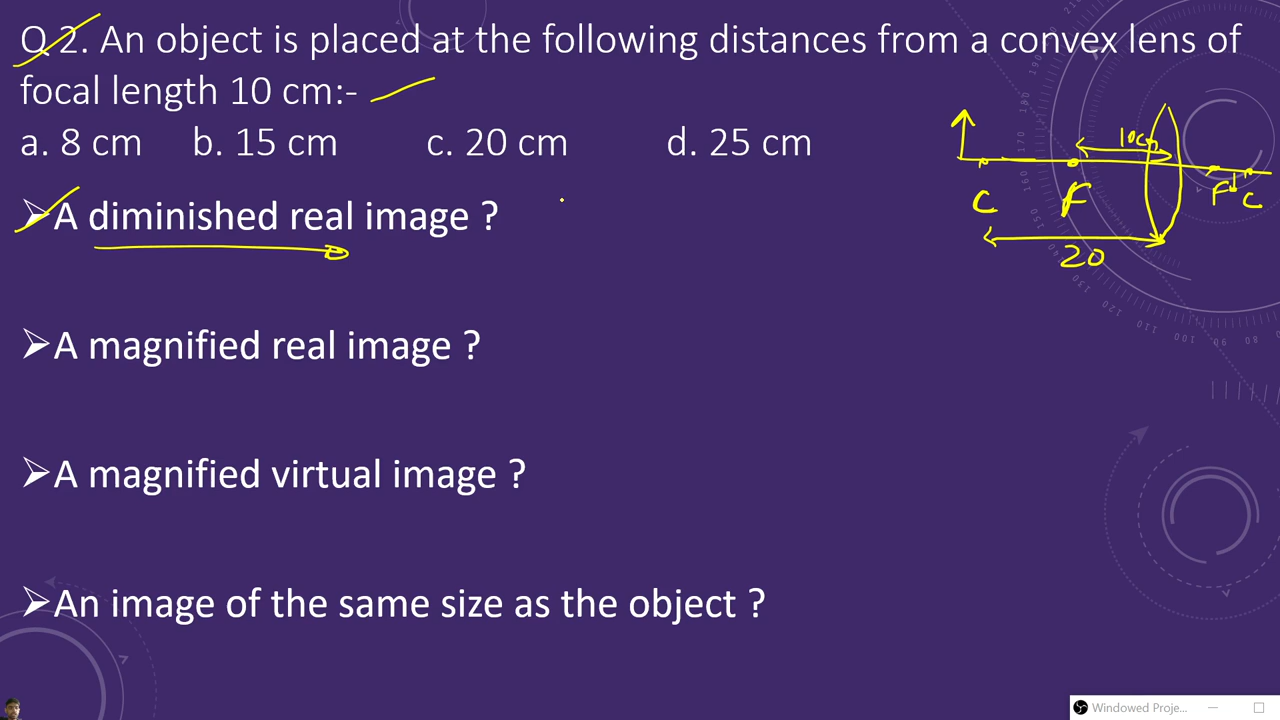 Q 2. An object is placed at the following distances from a convex lens of
focal length 10 cm:-
a. 8 cm b. 15 cm c. 20 cm d. 25 cm
10cm
C F F C
20
➢A diminished real image ?
➢A magnified real image ?
➢A magnified virtual image ?
➢An image of the same size as the object ?
Windowed Proje...